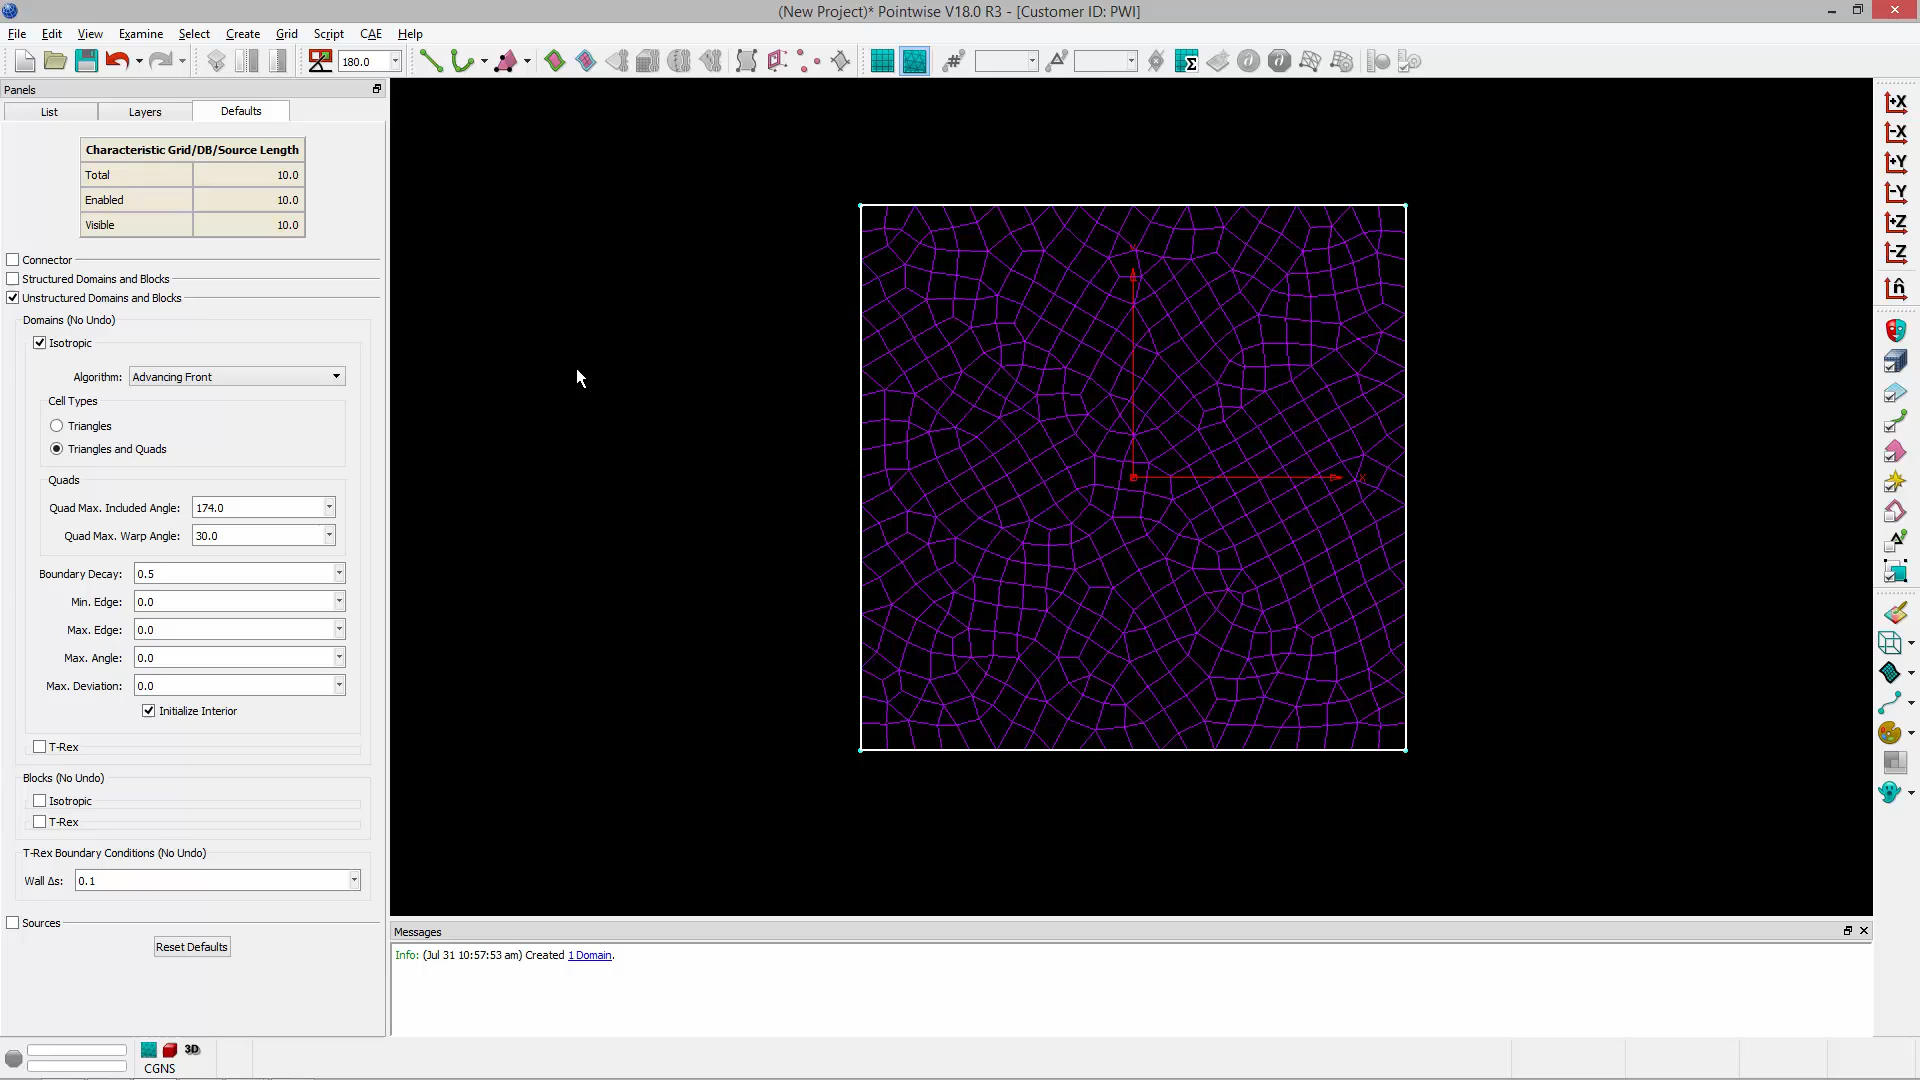 (New Project)* Pointwise V18.0 R3 - [Customer ID: PWI]
File Edit View Examine Select Create Grid Script CAE Help
180.0
Panels
List Layers Defaults
Characteristic Grid/DB/Source Length
Total 10.0
Enabled 10.0
Visible 10.0
Connector
Structured Domains and Blocks
Unstructured Domains and Blocks
Domains (No Undo)
Isotropic
Algorithm: Advancing Front
Cell Types
Triangles
Triangles and Quads
Quads
Quad Max. Included Angle: 174.0
Quad Max. Warp Angle: 30.0
Boundary Decay: 0.5
Min. Edge: 0.0
Max. Edge: 0.0
Max. Angle: 0.0
Max. Deviation: 0.0
Initialize Interior
T-Rex
Blocks (No Undo)
Isotropic
T-Rex
T-Rex Boundary Conditions (No Undo)
Wall Δs: 0.1
Sources
Reset Defaults
Y
X
+X
-X
+Y
-Y
+Z
-Z
n̂
Messages
Info: (Jul 31 10:57:53 am) Created 1 Domain.
3D
CGNS